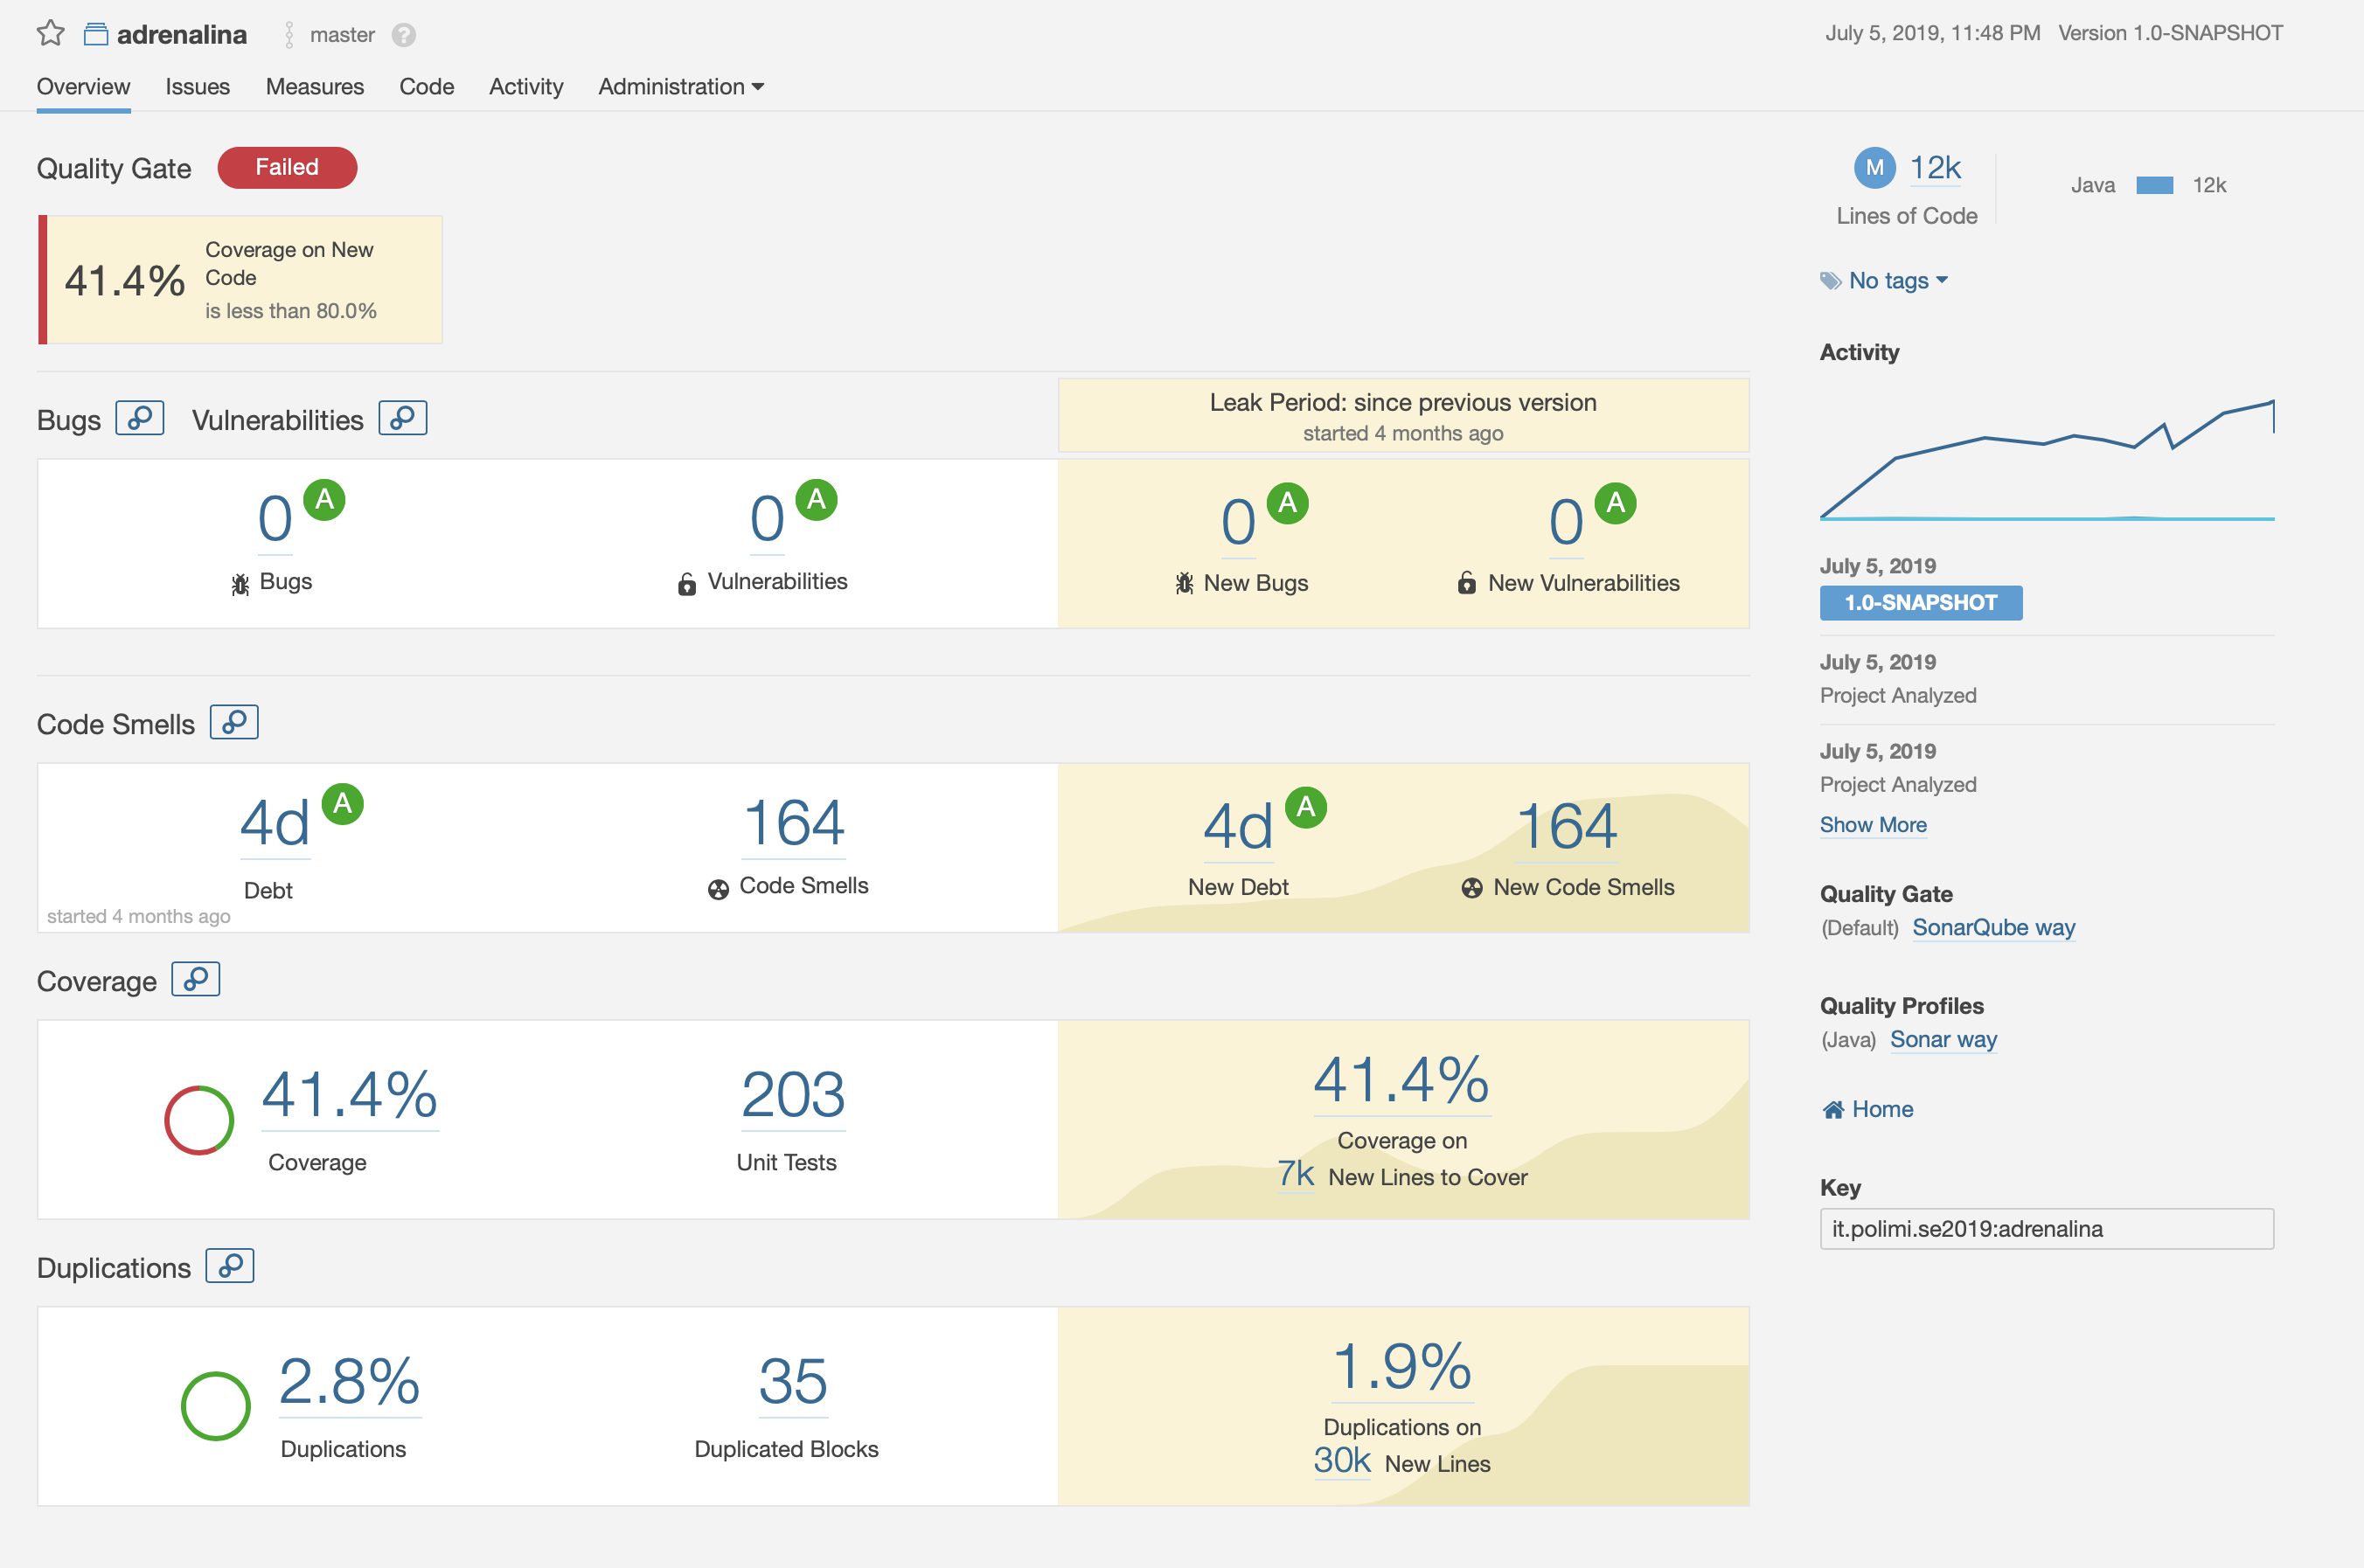 adrenalina master ?
July 5, 2019, 11:48 PM Version 1.0-SNAPSHOT
Overview Issues Measures Code Activity Administration
Quality Gate Failed
41.4%
Coverage on New
Code
is less than 80.0%
Bugs Vulnerabilities
Leak Period: since previous version
started 4 months ago
0 A
Bugs
0 A
Vulnerabilities
0 A
New Bugs
0 A
New Vulnerabilities
Code Smells
4d A
Debt
started 4 months ago
164
Code Smells
4d A
New Debt
164
New Code Smells
Coverage
41.4%
Coverage
203
Unit Tests
41.4%
Coverage on
7k New Lines to Cover
Duplications
2.8%
Duplications
35
Duplicated Blocks
1.9%
Duplications on
30k New Lines
M 12k
Lines of Code
Java 12k
No tags
Activity
July 5, 2019
1.0-SNAPSHOT
July 5, 2019
Project Analyzed
July 5, 2019
Project Analyzed
Show More
Quality Gate
(Default) SonarQube way
Quality Profiles
(Java) Sonar way
Home
Key
it.polimi.se2019:adrenalina